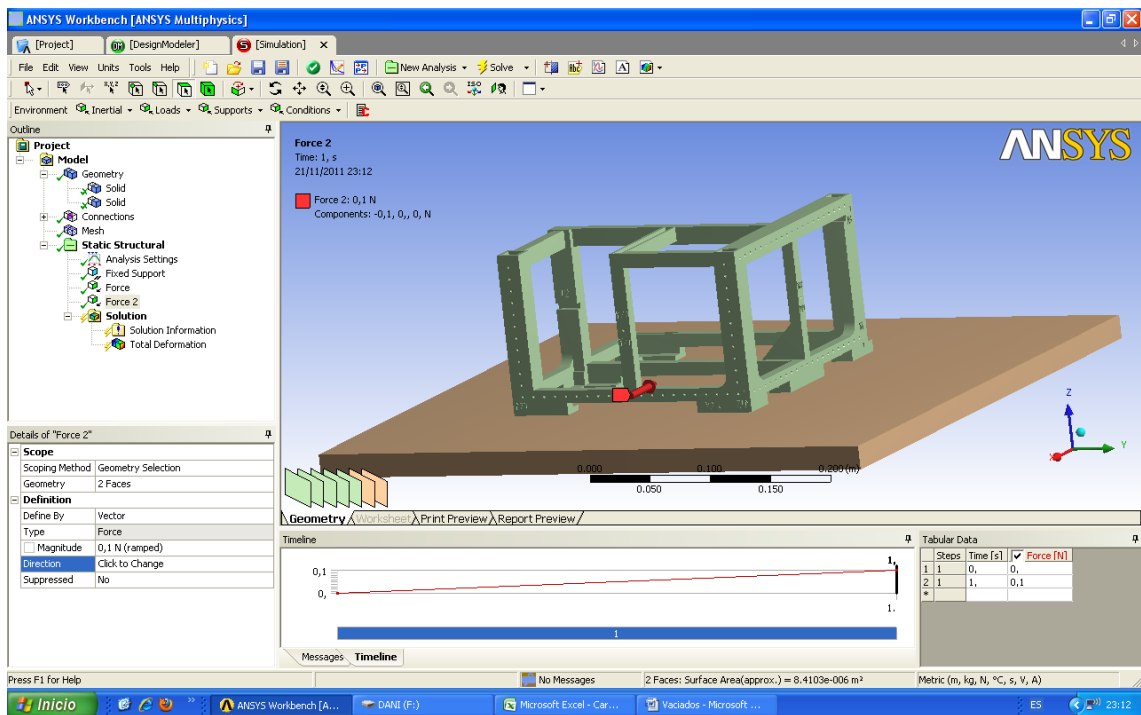 ANSYS Workbench [ANSYS Multiphysics]
[Project] [DesignModeler] [Simulation] ×
File Edit View Units Tools Help New Analysis Solve
Environment Inertial Loads Supports Conditions
Outline
Project
Model
Geometry
Solid
Solid
Connections
Mesh
Static Structural
Analysis Settings
Fixed Support
Force
Force 2
Solution
Solution Information
Total Deformation
Force 2
Time: 1, s
21/11/2011 23:12
Force 2: 0,1 N
Components: -0,1, 0,, 0, N
ANSYS
Z
Y
X
0.000 0.100 0.200 (m)
0.050 0.150
Details of "Force 2"
Scope
Scoping Method Geometry Selection
Geometry 2 Faces
Definition
Define By Vector
Type Force
Magnitude 0,1 N (ramped)
Direction Click to Change
Suppressed No
Geometry Worksheet Print Preview Report Preview
Timeline
0,1
0,
1,
1.
1
Messages Timeline
Tabular Data
Steps Time [s] Force [N]
1 1 0, 0,
2 1 1, 0,1
*
Press F1 for Help No Messages 2 Faces: Surface Area(approx.) = 8.4103e-006 m² Metric (m, kg, N, ºC, s, V, A)
Inicio ANSYS Workbench [A... DANI (F:) Microsoft Excel - Car... Vaciados - Microsoft ... ES 23:12